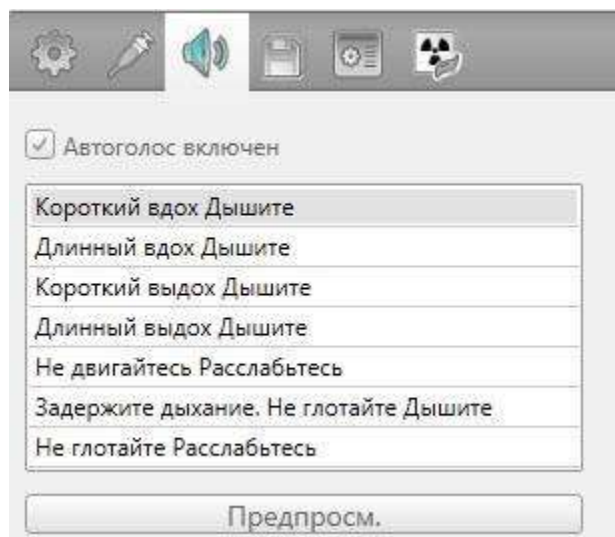 Автоголос включен
Короткий вдох Дышите
Длинный вдох Дышите
Короткий выдох Дышите
Длинный выдох Дышите
Не двигайтесь Расслабьтесь
Задержите дыхание. Не глотайте Дышите
Не глотайте Расслабьтесь
Предпросм.